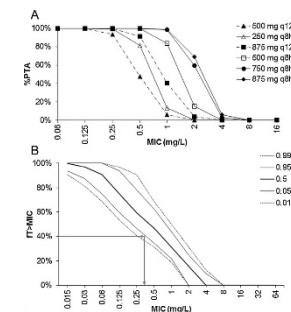 A
500 mg q12
250 mg q8h
875 mg q12
500 mg q8h
750 mg q8h
875 mg q8h
%PTA
100%
80%
60%
40%
20%
0%
0.06 0.125 0.25 0.5 1 2 4 8 16
MIC (mg/L)
B
0.99
0.95
0.5
0.05
0.01
fT>MIC
100%
80%
60%
40%
20%
0%
0.015 0.03 0.06 0.125 0.25 0.5 1 2 4 8 16 32 64
MIC (mg/L)